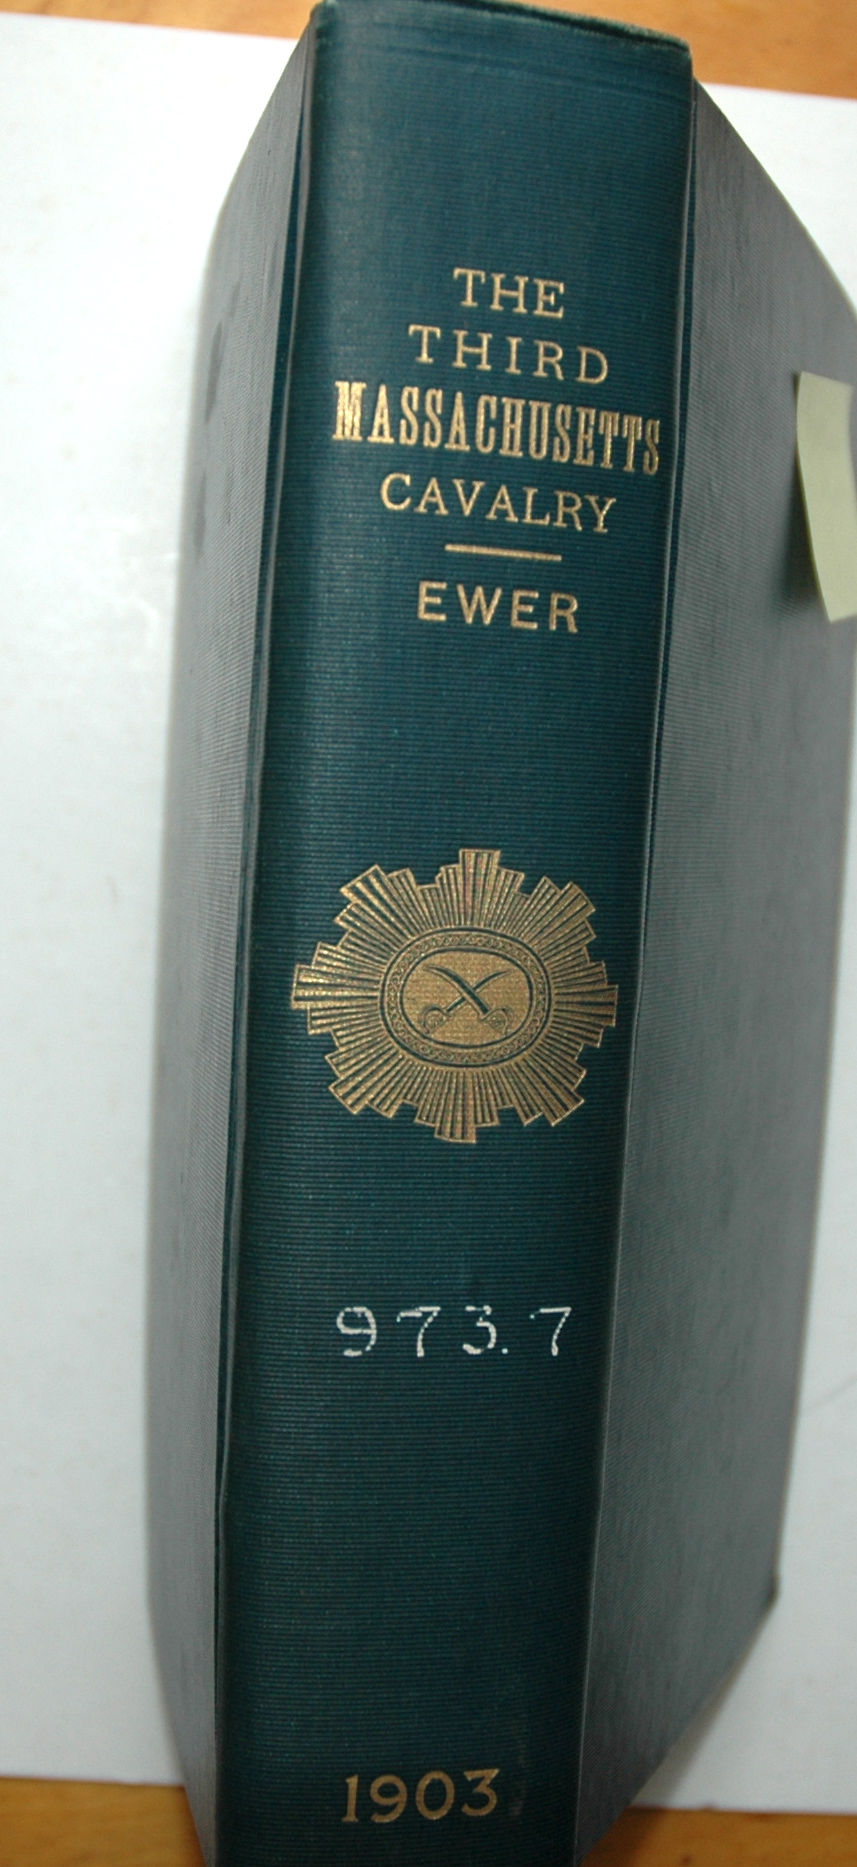 THE
THIRD
MASSACHUSETTS
CAVALRY
EWER
973.7
1903